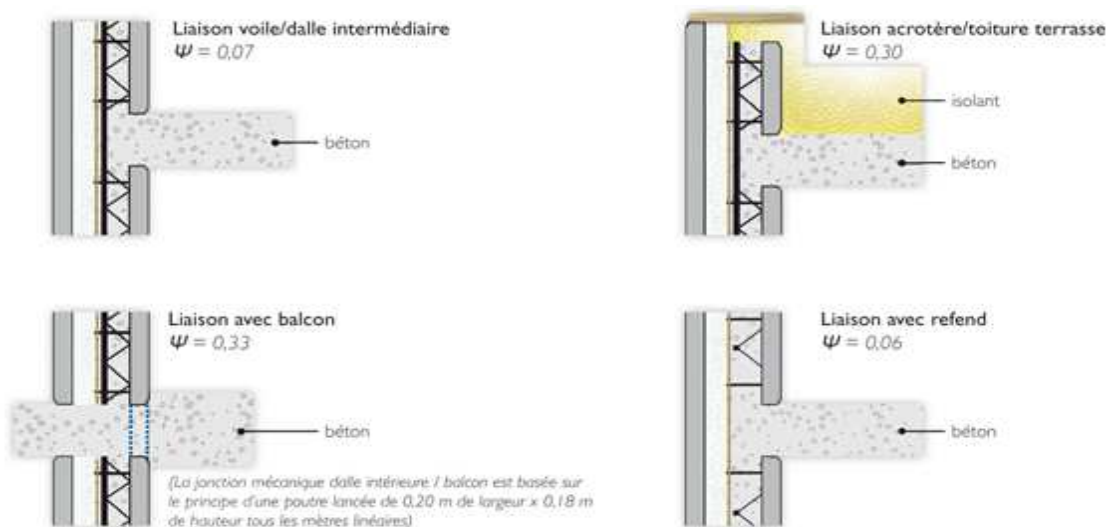 Liaison voile/dalle intermédiaire
Ψ = 0,07
béton
Liaison acrotère/toiture terrasse
Ψ = 0,30
isolant
béton
Liaison avec balcon
Ψ = 0,33
béton
(La jonction mécanique dalle intérieure / balcon est basée sur
le principe d'une poutre lancée de 0,20 m de largeur x 0,18 m
de hauteur tous les mètres linéaires)
Liaison avec refend
Ψ = 0,06
béton